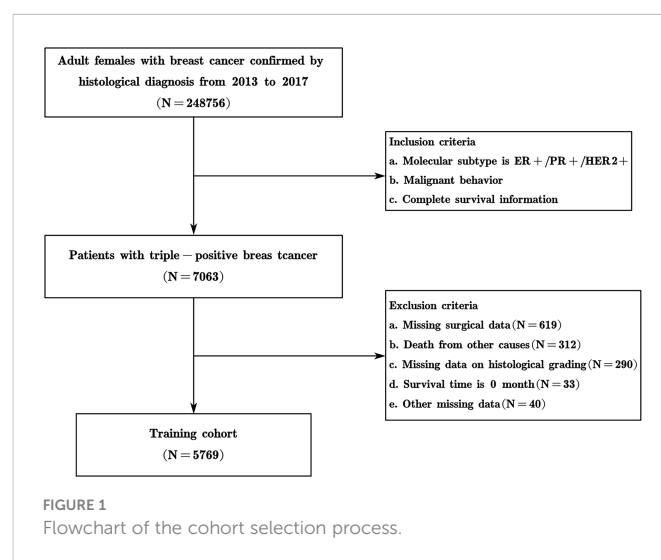 Adult females with breast cancer confirmed by
histological diagnosis from 2013 to 2017
(N = 248756)
Inclusion criteria
a. Molecular subtype is ER + /PR + /HER2+
b. Malignant behavior
c. Complete survival information
Patients with triple − positive breas tcancer
(N = 7063)
Exclusion criteria
a. Missing surgical data(N = 619)
b. Death from other causes(N = 312)
c. Missing data on histological grading(N = 290)
d. Survival time is 0 month(N = 33)
e. Other missing data(N = 40)
Training cohort
(N = 5769)
FIGURE 1
Flowchart of the cohort selection process.